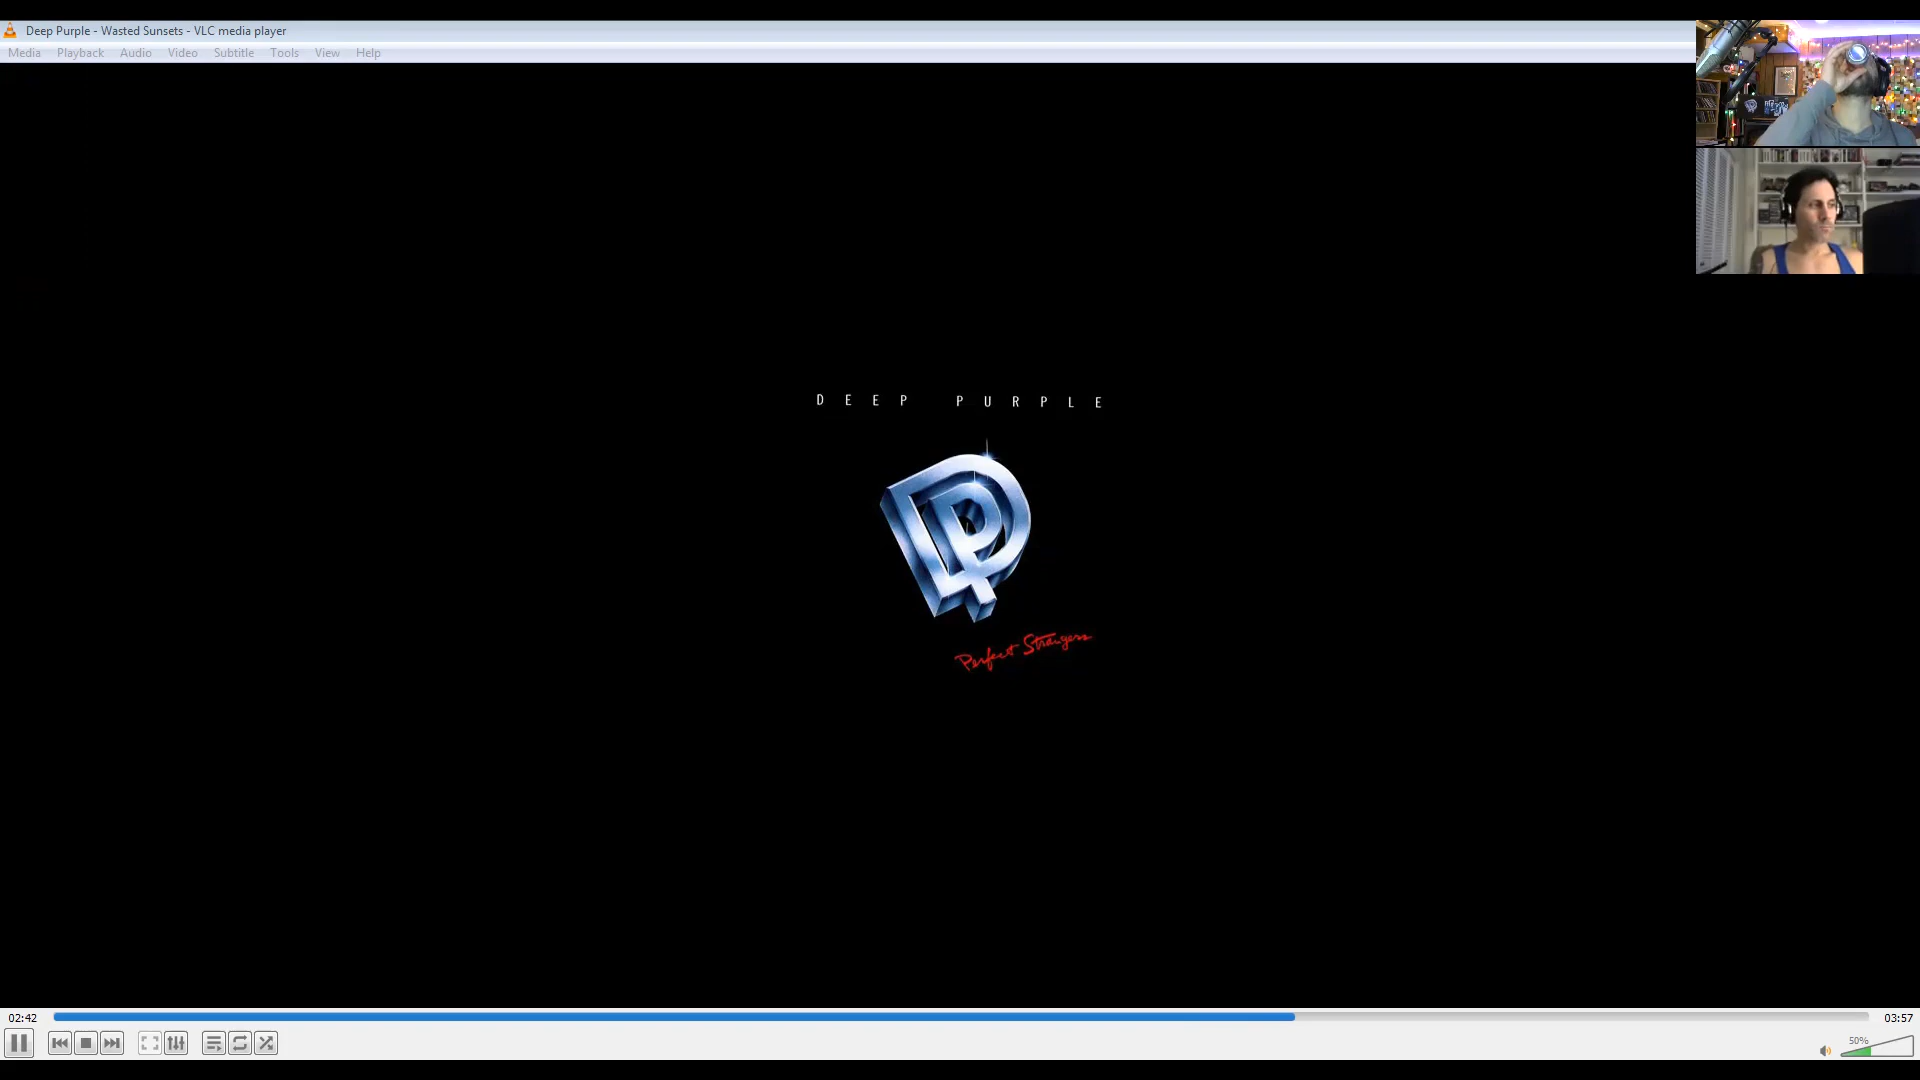 Deep Purple - Wasted Sunsets - VLC media player
Media Playback Audio Video Subtitle Tools View Help
DEEP PURPLE
Perfect Strangers
02:42
03:57
50%